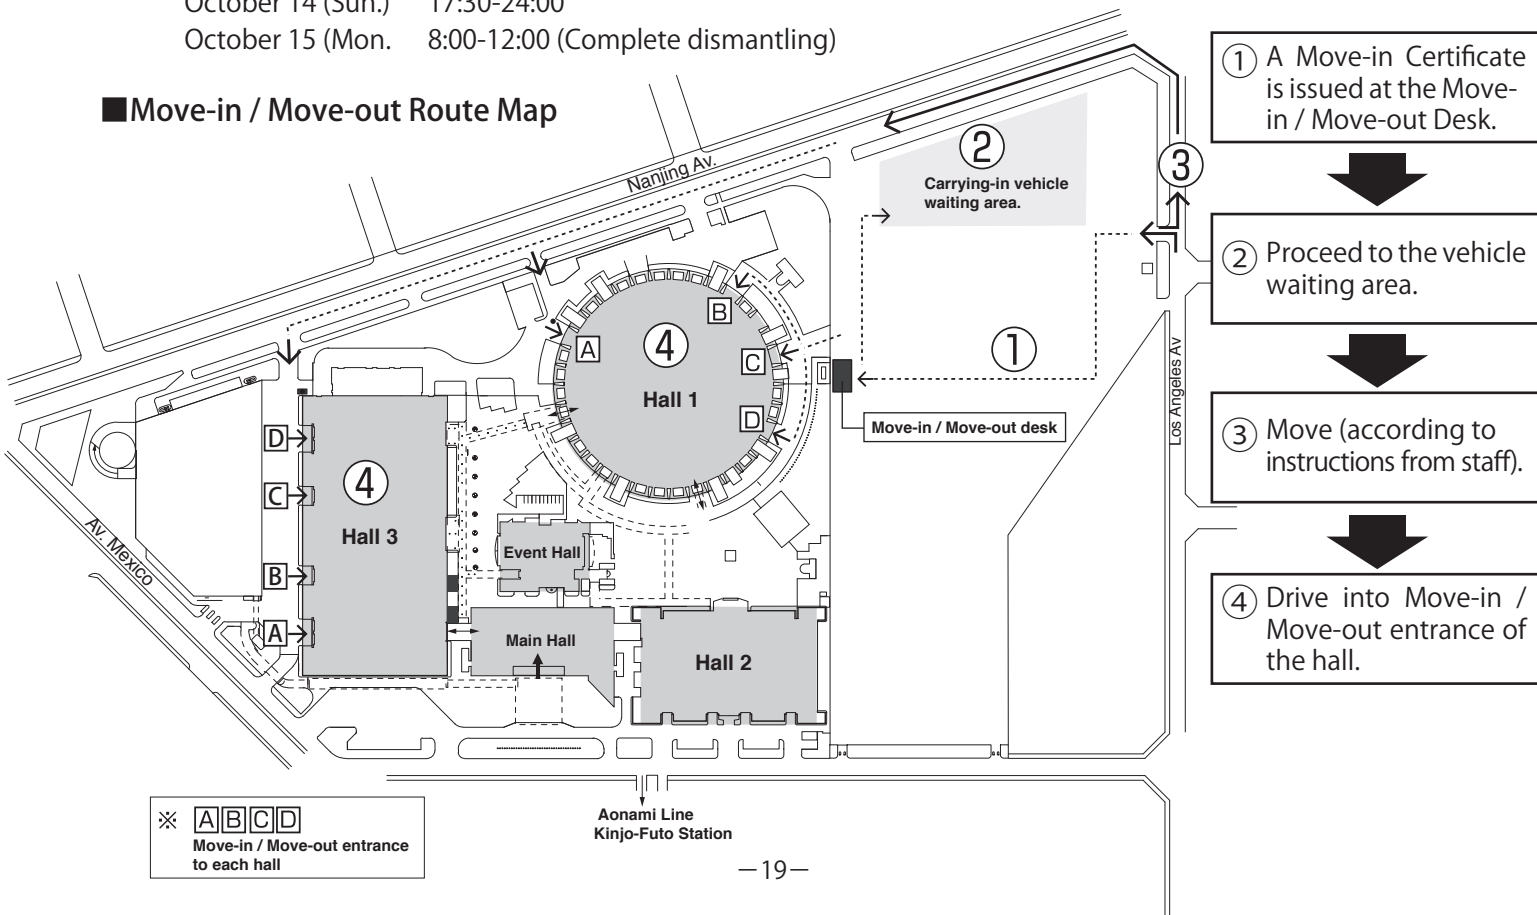 October 14 (Sun.) 17:30-24:00
October 15 (Mon. 8:00-12:00 (Complete dismantling)
■Move-in / Move-out Route Map
① A Move-in Certificate
is issued at the Move-
in / Move-out Desk.
② Proceed to the vehicle
waiting area.
③ Move (according to
instructions from staff).
④ Drive into Move-in /
Move-out entrance of
the hall.
Nanjing Av.
②
Carrying-in vehicle
waiting area.
③
①
Los Angeles Av
Move-in / Move-out desk
④
Hall 1
A
B
C
D
④
Hall 3
D
C
B
A
Av. Mexico
Event Hall
Main Hall
Hall 2
Aonami Line
Kinjo-Futo Station
※ A B C D
Move-in / Move-out entrance
to each hall
—19—